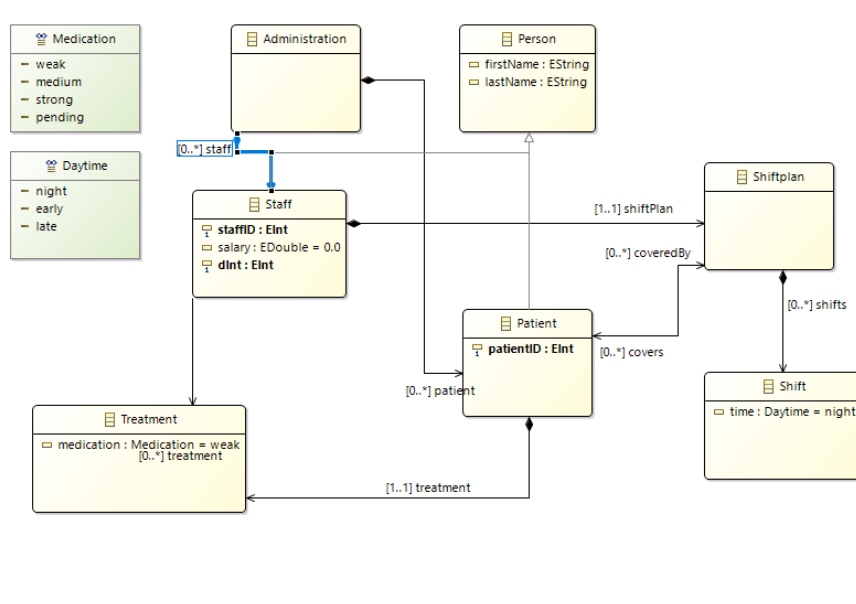 Medication
weak
medium
strong
pending
Administration
Person
firstName : EString
lastName : EString
[0..*] staff
Daytime
night
early
late
Staff
staffID : EInt
salary : EDouble = 0.0
dInt : EInt
[1..1] shiftPlan
Shiftplan
[0..*] coveredBy
[0..*] shifts
Patient
patientID : EInt
[0..*] covers
[0..*] patient
Shift
time : Daytime = night
Treatment
medication : Medication = weak
[0..*] treatment
[1..1] treatment